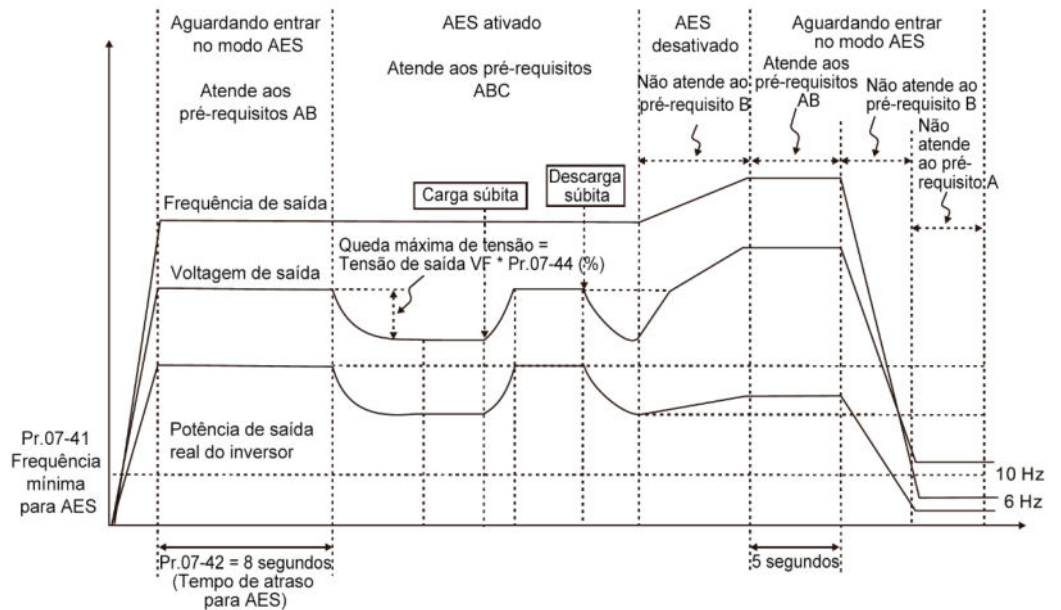 Aguardando entrar
no modo AES
Atende aos
pré-requisitos AB
AES ativado
Atende aos pré-requisitos
ABC
AES
desativado
Não atende ao
pré-requisito B
Aguardando entrar
no modo AES
Atende aos
pré-requisitos
AB
Não atende ao
pré-requisito B
Não
atende
ao pré-
requisito A
Frequência de saída
Carga súbita
Descarga
súbita
Queda máxima de tensão =
Tensão de saída VF * Pr.07-44 (%)
Voltagem de saída
Potência de saída
real do inversor
Pr.07-41
Frequência
mínima
para AES
10 Hz
6 Hz
Pr.07-42 = 8 segundos
(Tempo de atraso
para AES)
5 segundos